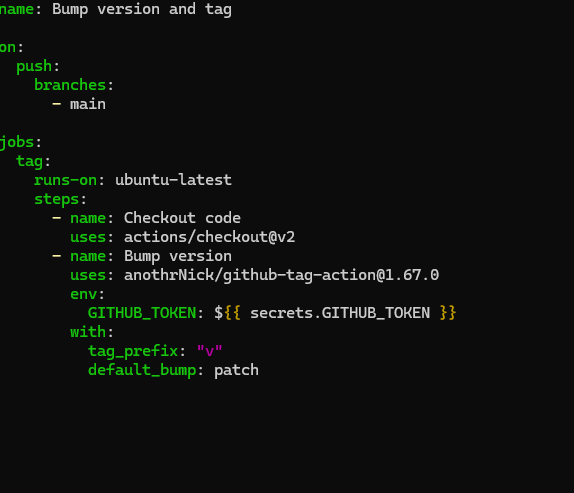 name: Bump version and tag
on:
  push:
    branches:
      - main
jobs:
  tag:
    runs-on: ubuntu-latest
    steps:
      - name: Checkout code
        uses: actions/checkout@v2
      - name: Bump version
        uses: anothrNick/github-tag-action@1.67.0
        env:
          GITHUB_TOKEN: ${{ secrets.GITHUB_TOKEN }}
        with:
          tag_prefix: "v"
          default_bump: patch